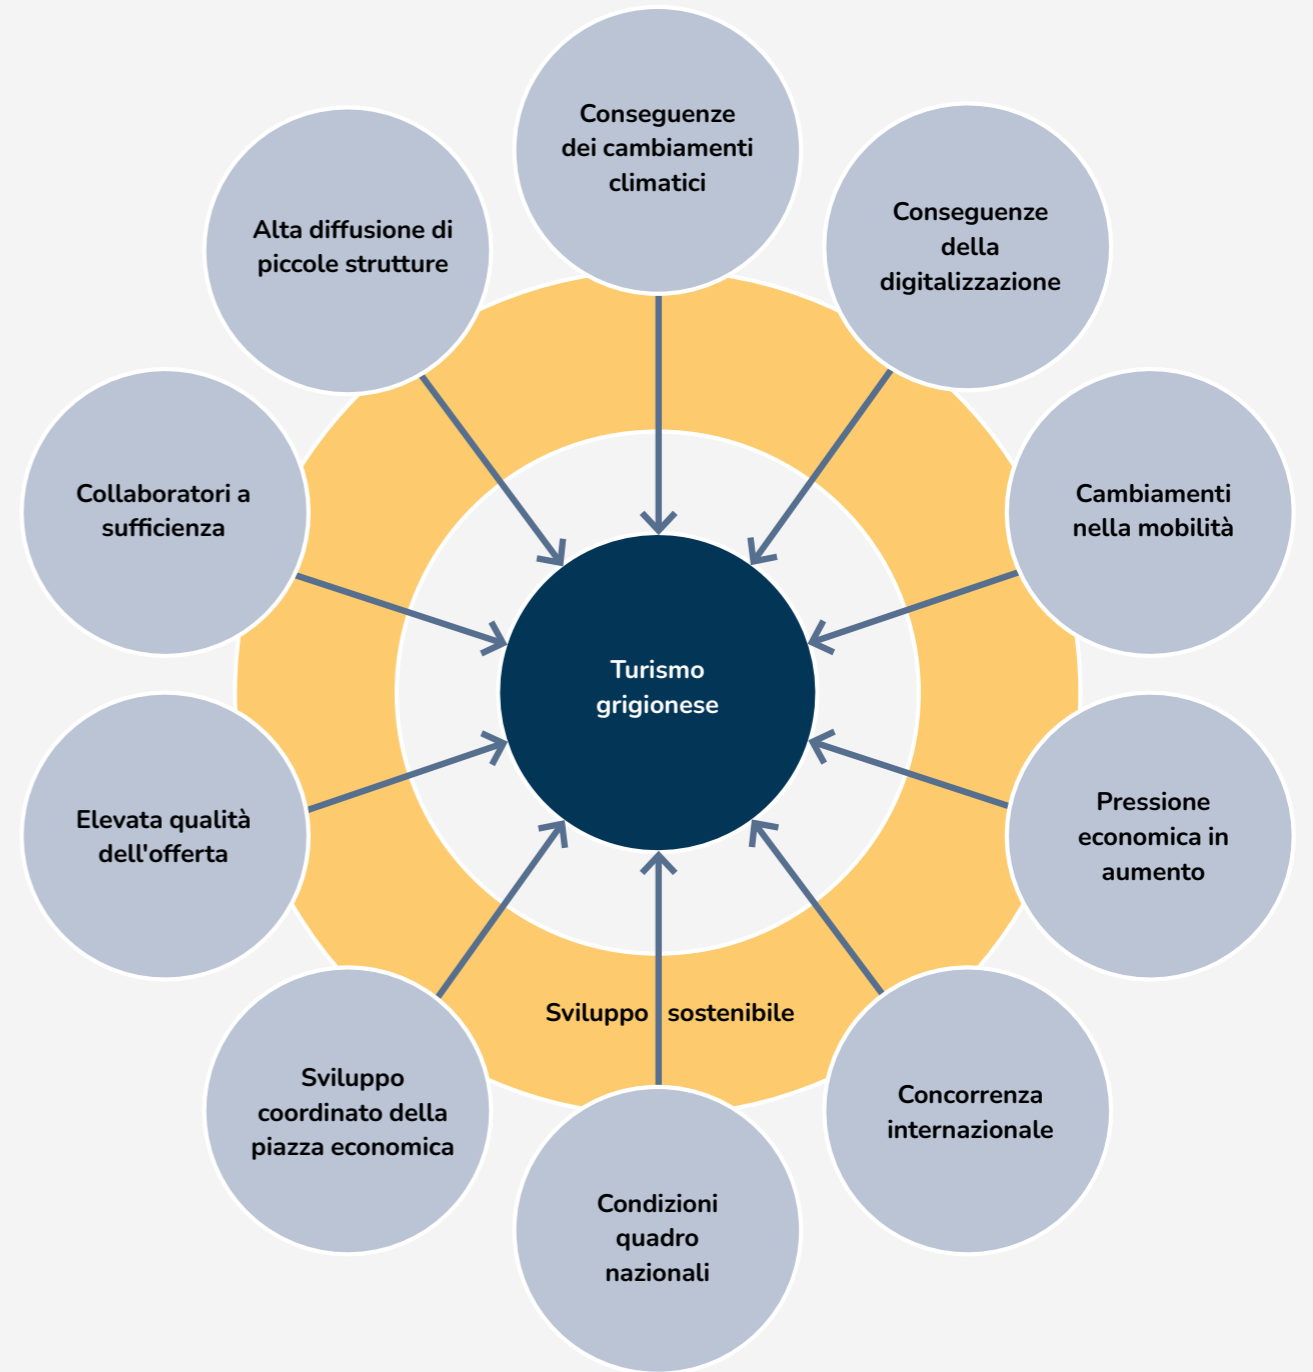 Conseguenze
dei cambiamenti
climatici
Conseguenze
della
digitalizzazione
Cambiamenti
nella mobilità
Pressione
economica in
aumento
Concorrenza
internazionale
Condizioni
quadro
nazionali
Sviluppo
coordinato della
piazza economica
Elevata qualità
dell'offerta
Collaboratori a
sufficienza
Alta diffusione di
piccole strutture
Turismo
grigionese
Sviluppo sostenibile